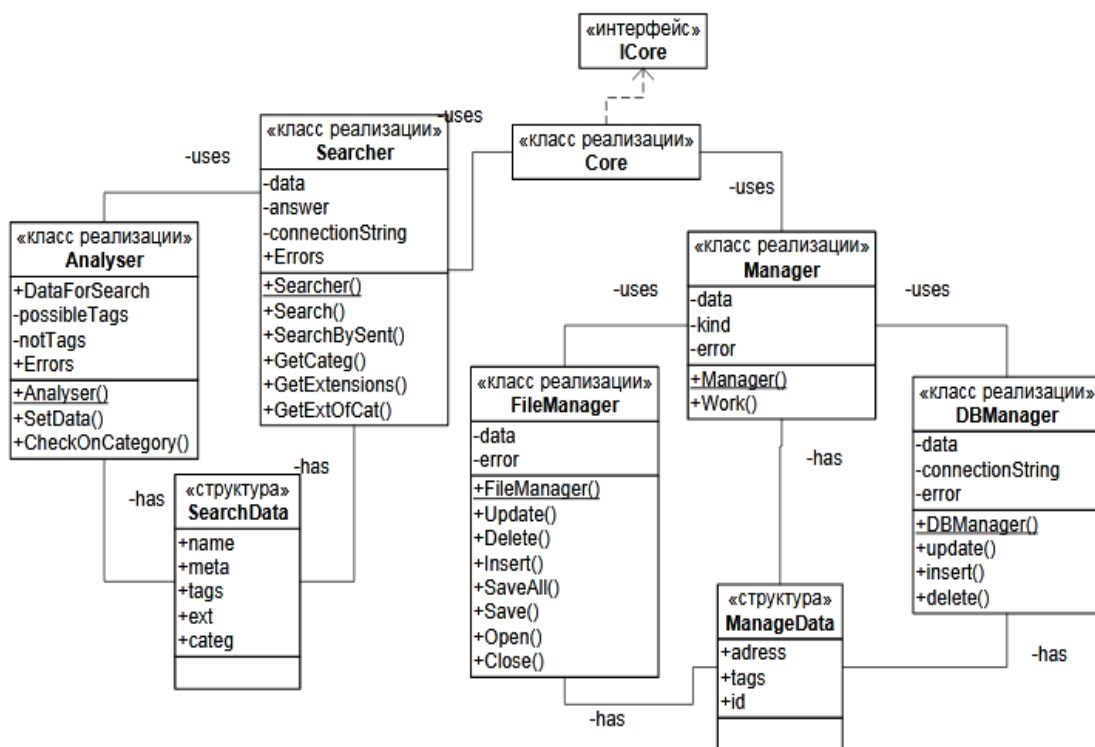 «интерфейс»
ICore
«класс реализации»
Core
-uses
-uses
«класс реализации»
Searcher
-data
-answer
-connectionString
+Errors
+Searcher()
+Search()
+SearchBySent()
+GetCateg()
+GetExtensions()
+GetExtOfCat()
-uses
«класс реализации»
Analyser
+DataForSearch
-possibleTags
-notTags
+Errors
+Analyser()
+SetData()
+CheckOnCategory()
-has
-has
«структура»
SearchData
+name
+meta
+tags
+ext
+categ
«класс реализации»
Manager
-data
-kind
-error
+Manager()
+Work()
-uses
-uses
«класс реализации»
FileManager
-data
-error
+FileManager()
+Update()
+Delete()
+Insert()
+SaveAll()
+Save()
+Open()
+Close()
«класс реализации»
DBManager
-data
-connectionString
-error
+DBManager()
+update()
+insert()
+delete()
-has
«структура»
ManageData
+adress
+tags
+id
-has
-has